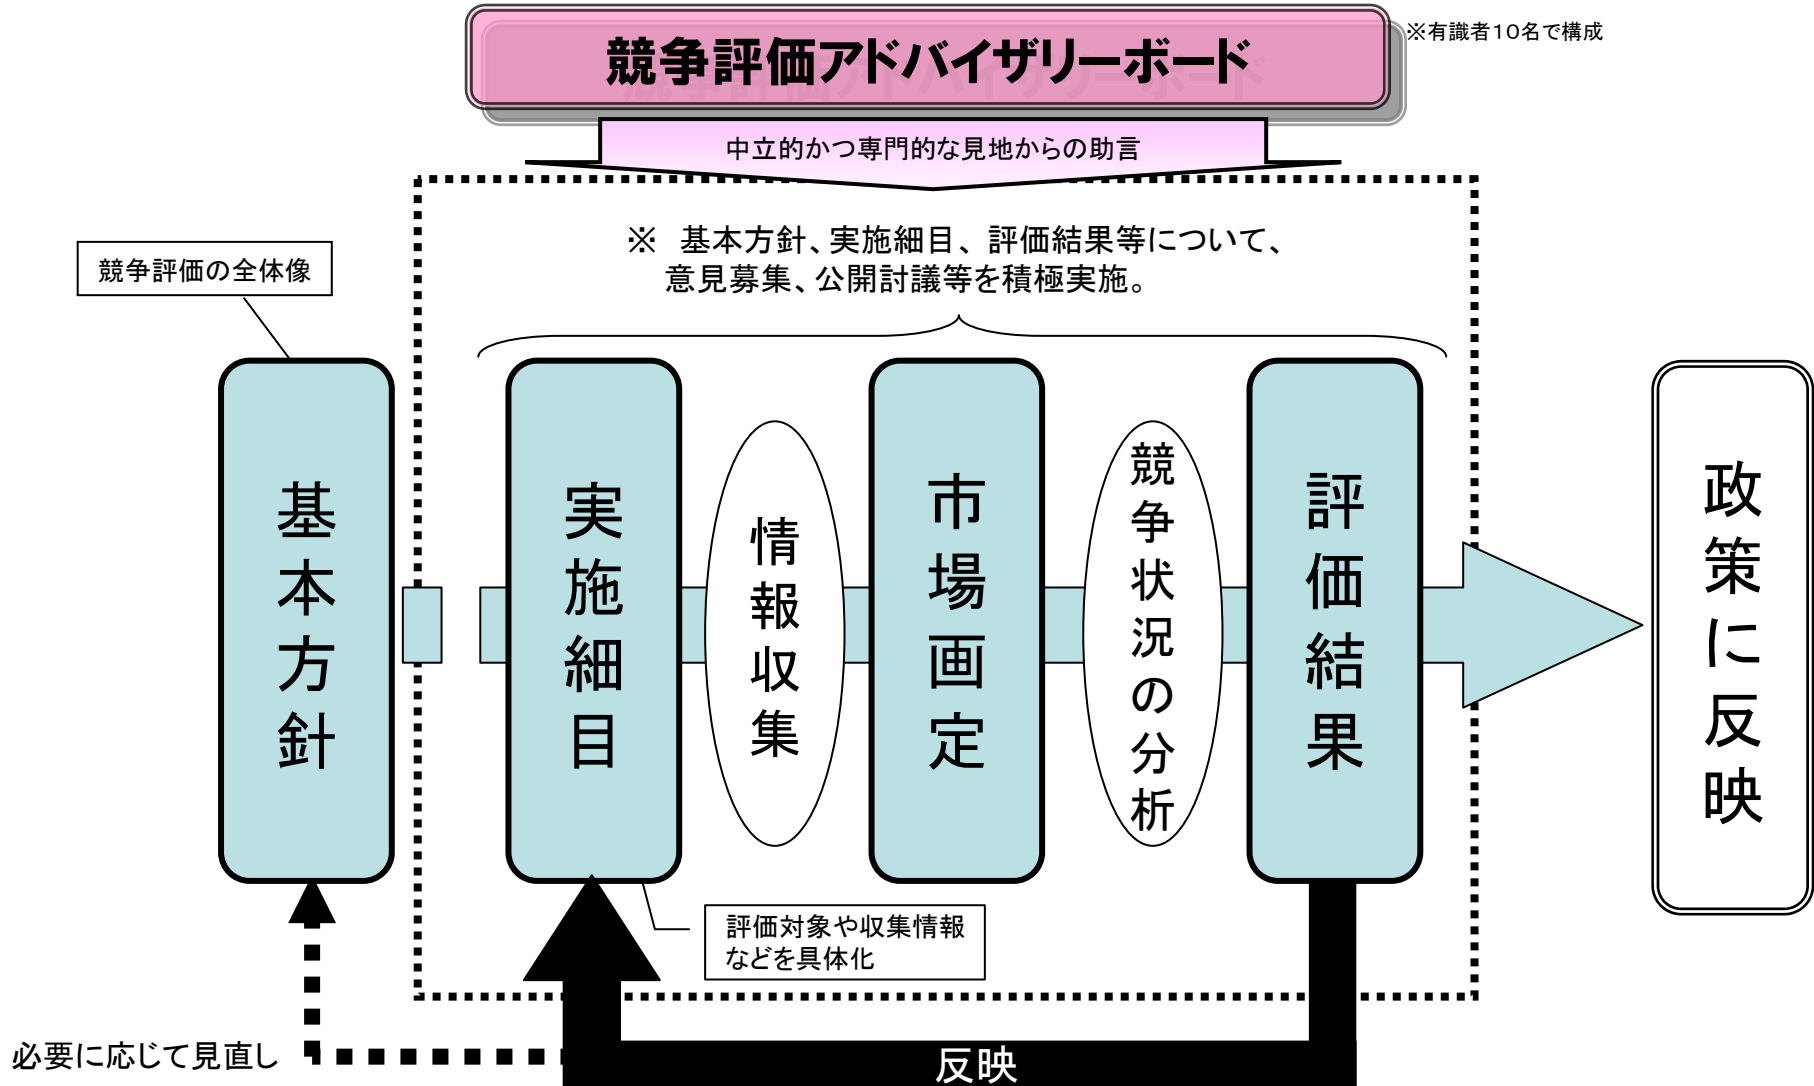 競争評価アドバイザリーボード
※有識者10名で構成
中立的かつ専門的な見地からの助言
※ 基本方針、実施細目、評価結果等について、
意見募集、公開討議等を積極実施。
競争評価の全体像
基本方針
実施細目
情報収集
市場画定
競争状況の分析
評価結果
政策に反映
評価対象や収集情報
などを具体化
必要に応じて見直し
反映